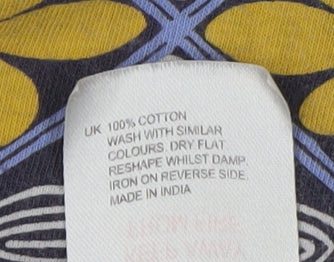 UK 100% COTTON
WASH WITH SIMILAR
COLOURS. DRY FLAT
RESHAPE WHILST DAMP.
IRON ON REVERSE SIDE.
MADE IN INDIA